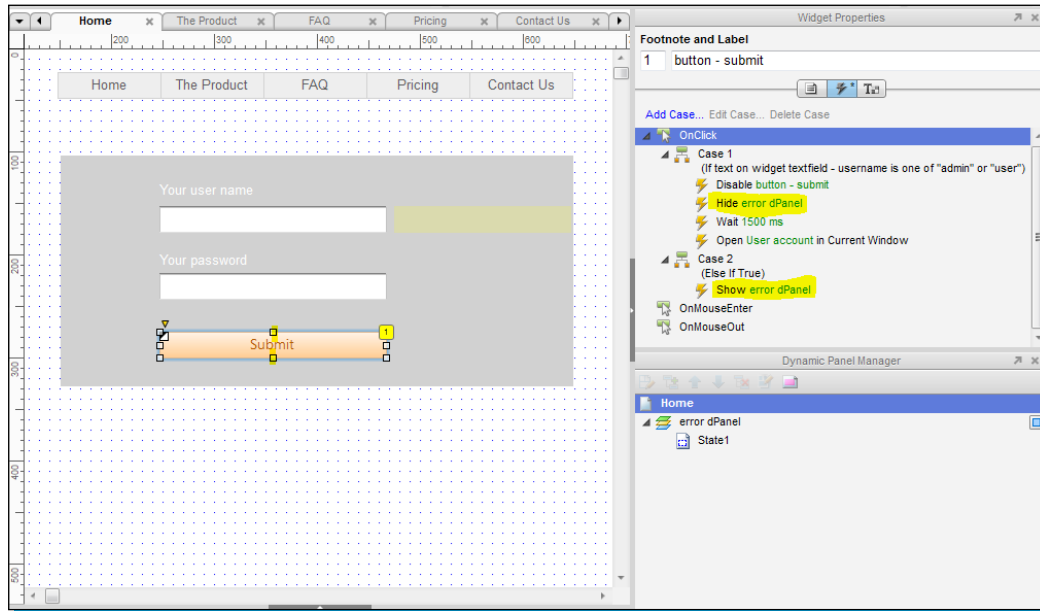 Home The Product FAQ Pricing Contact Us
200 300 400 500 600
Home The Product FAQ Pricing Contact Us
100
Your user name
200
Your password
1
Submit
300
400
500
Widget Properties
Footnote and Label
1 button - submit
Add Case... Edit Case... Delete Case
OnClick
Case 1
(If text on widget textfield - username is one of "admin" or "user")
Disable button - submit
Hide error dPanel
Wait 1500 ms
Open User account in Current Window
Case 2
(Else If True)
Show error dPanel
OnMouseEnter
OnMouseOut
Dynamic Panel Manager
Home
error dPanel
State1